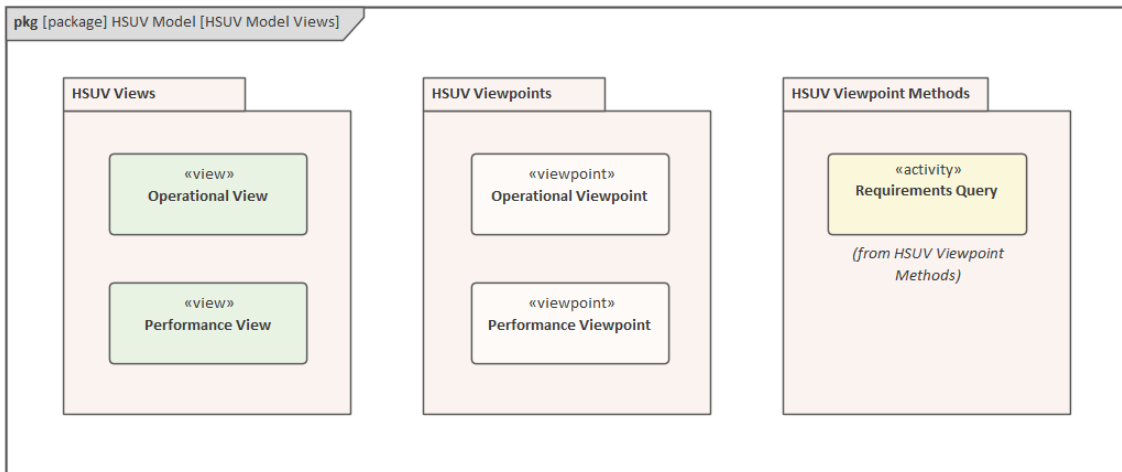 pkg [package] HSUV Model [HSUV Model Views]
HSUV Views
«view»
Operational View
«view»
Performance View
HSUV Viewpoints
«viewpoint»
Operational Viewpoint
«viewpoint»
Performance Viewpoint
HSUV Viewpoint Methods
«activity»
Requirements Query
(from HSUV Viewpoint
Methods)